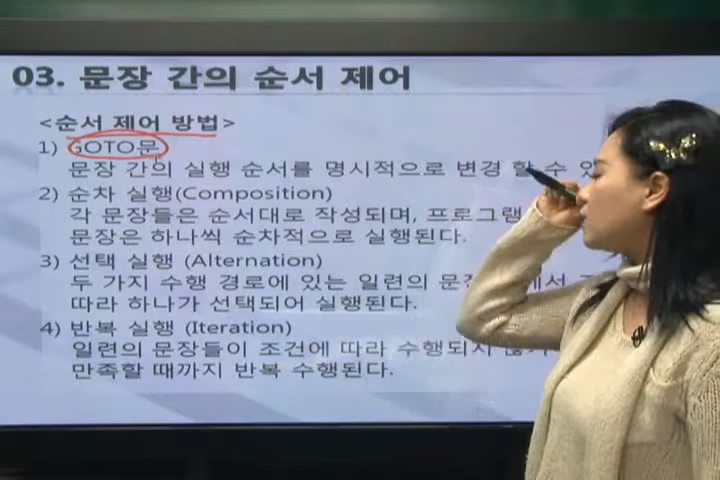 03. 문장 간의 순서 제어
<순서 제어 방법>
1) GOTO문
문장 간의 실행 순서를 명시적으로 변경 할 수
2) 순차 실행(Composition)
각 문장들은 순서대로 작성되며, 프로그램
문장은 하나씩 순차적으로 실행된다.
3) 선택 실행 (Alternation)
두 가지 수행 경로에 있는 일련의
따라 하나가 선택되어 실행된다.
4) 반복 실행 (Iteration)
일련의 문장들이 조건에 따라 수행되지
만족할 때까지 반복 수행된다.